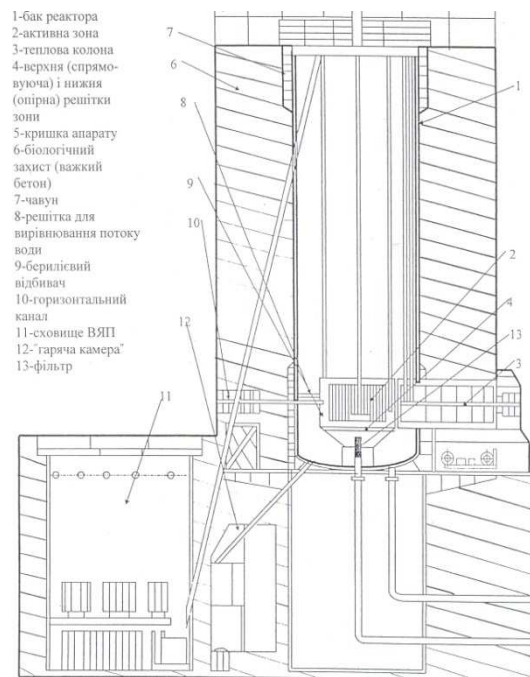 1-бак реактора
2-активна зона
3-теплова колона
4-верхня (спрямо-
вуюча) і нижня
(опірна) решітки
зони
5-кришка апарату
6-біологічний
захист (важкий
бетон)
7-чавун
8-решітка для
вирівнювання потоку
води
9-берилієвий
відбивач
10-горизонтальний
канал
11-сховище ВЯП
12-"гаряча камера"
13-фільтр
7
6
8
9
10
12
11
1
2
4
13
3